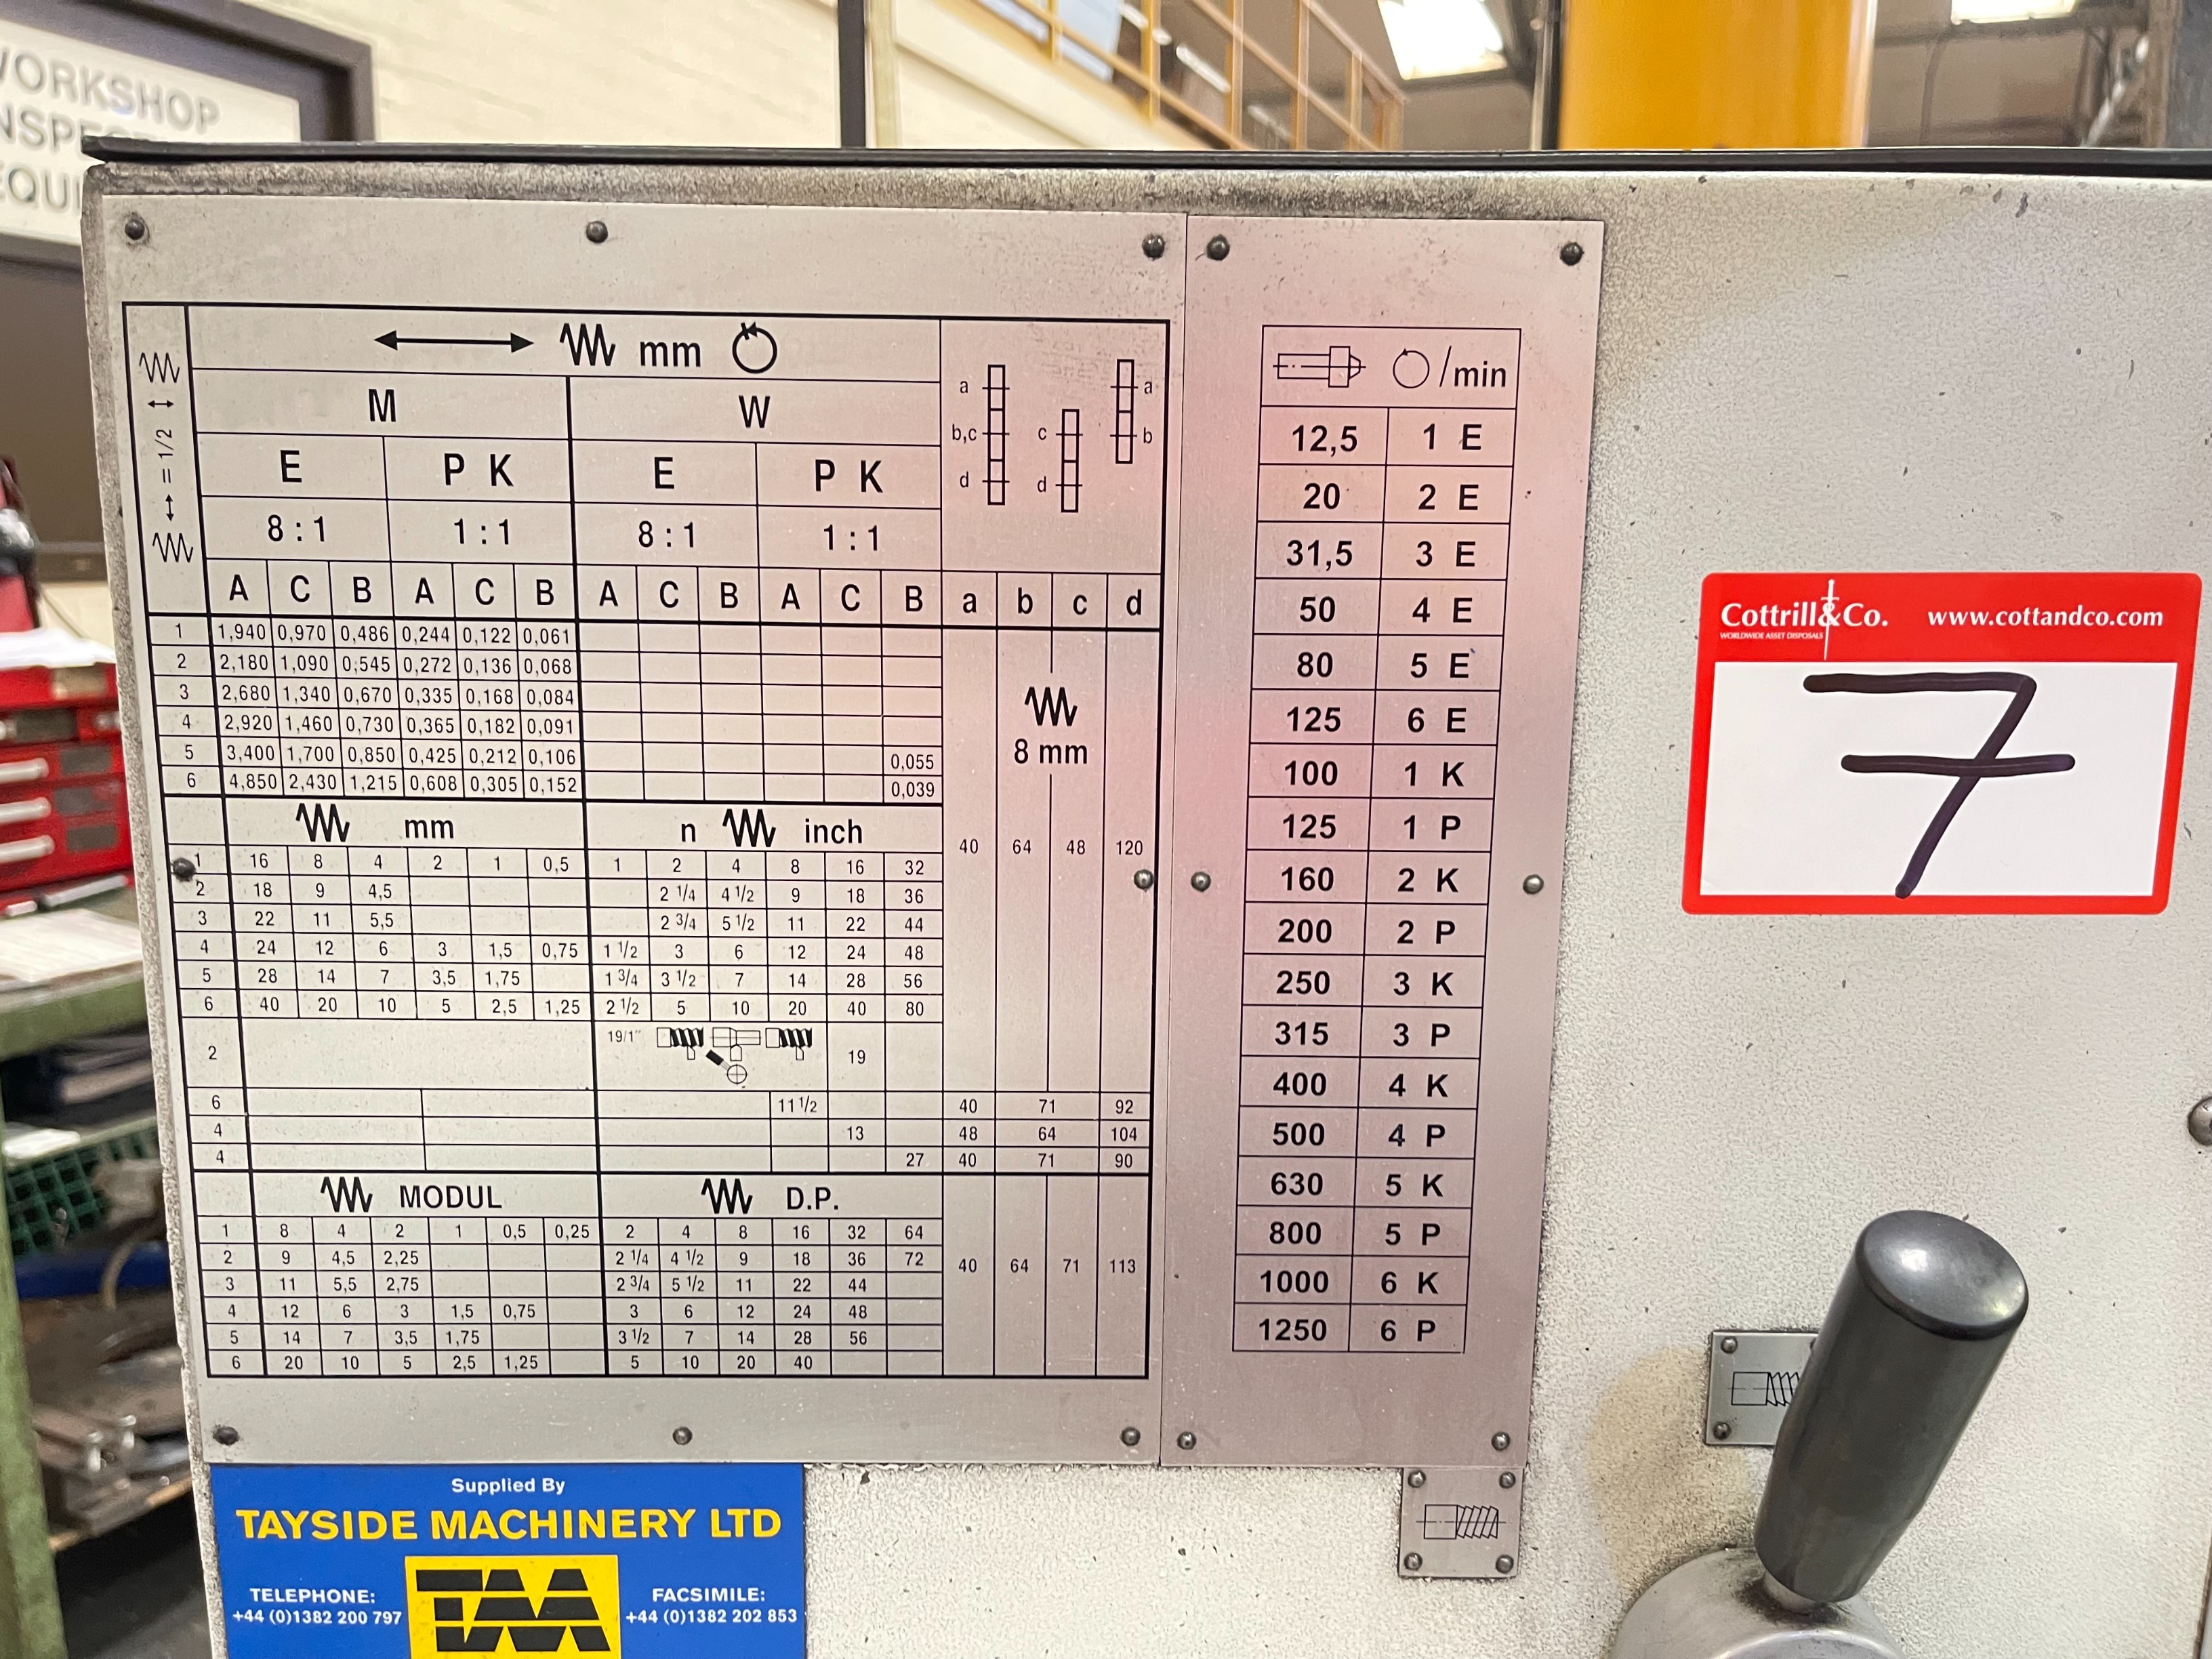 WORKSHOP
mm
M W
E P K E P K
8 : 1 1 : 1 8 : 1 1 : 1
= 1/2
a b,c d c d a b
A C B A C B A C B A C B a b c d
1 1,940 0,970 0,486 0,244 0,122 0,061
2 2,180 1,090 0,545 0,272 0,136 0,068
3 2,680 1,340 0,670 0,335 0,168 0,084
4 2,920 1,460 0,730 0,365 0,182 0,091
5 3,400 1,700 0,850 0,425 0,212 0,106 0,055
6 4,850 2,430 1,215 0,608 0,305 0,152 0,039
8 mm
mm n inch
40 64 48 120
1 16 8 4 2 1 0,5 1 2 4 8 16 32
2 18 9 4,5 2 1/4 4 1/2 9 18 36
3 22 11 5,5 2 3/4 5 1/2 11 22 44
4 24 12 6 3 1,5 0,75 1 1/2 3 6 12 24 48
5 28 14 7 3,5 1,75 1 3/4 3 1/2 7 14 28 56
6 40 20 10 5 2,5 1,25 2 1/2 5 10 20 40 80
2 19/1" 19
6 11 1/2 40 71 92
4 13 48 64 104
4 27 40 71 90
MODUL D.P.
1 8 4 2 1 0,5 0,25 2 4 8 16 32 64
2 9 4,5 2,25 2 1/4 4 1/2 9 18 36 72
3 11 5,5 2,75 2 3/4 5 1/2 11 22 44
4 12 6 3 1,5 0,75 3 6 12 24 48
5 14 7 3,5 1,75 3 1/2 7 14 28 56
6 20 10 5 2,5 1,25 5 10 20 40
40 64 71 113
/min
12,5 1 E
20 2 E
31,5 3 E
50 4 E
80 5 E
125 6 E
100 1 K
125 1 P
160 2 K
200 2 P
250 3 K
315 3 P
400 4 K
500 4 P
630 5 K
800 5 P
1000 6 K
1250 6 P
Cottrill&Co. www.cottandco.com
WORLDWIDE ASSET DISPOSALS
7
Supplied By
TAYSIDE MACHINERY LTD
TELEPHONE: FACSIMILE:
+44 (0)1382 200 797 +44 (0)1382 202 853
TM